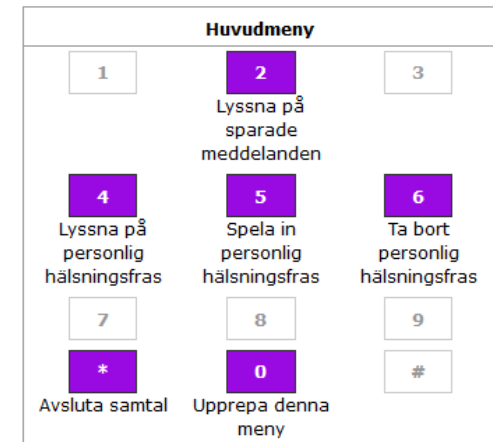 Huvudmeny
1 2 3
Lyssna på
sparade
meddelanden
4 5 6
Lyssna på
personlig
hälsningsfras
Spela in
personlig
hälsningsfras
Ta bort
personlig
hälsningsfras
7 8 9
* 0 #
Avsluta samtal
Upprepa denna
meny